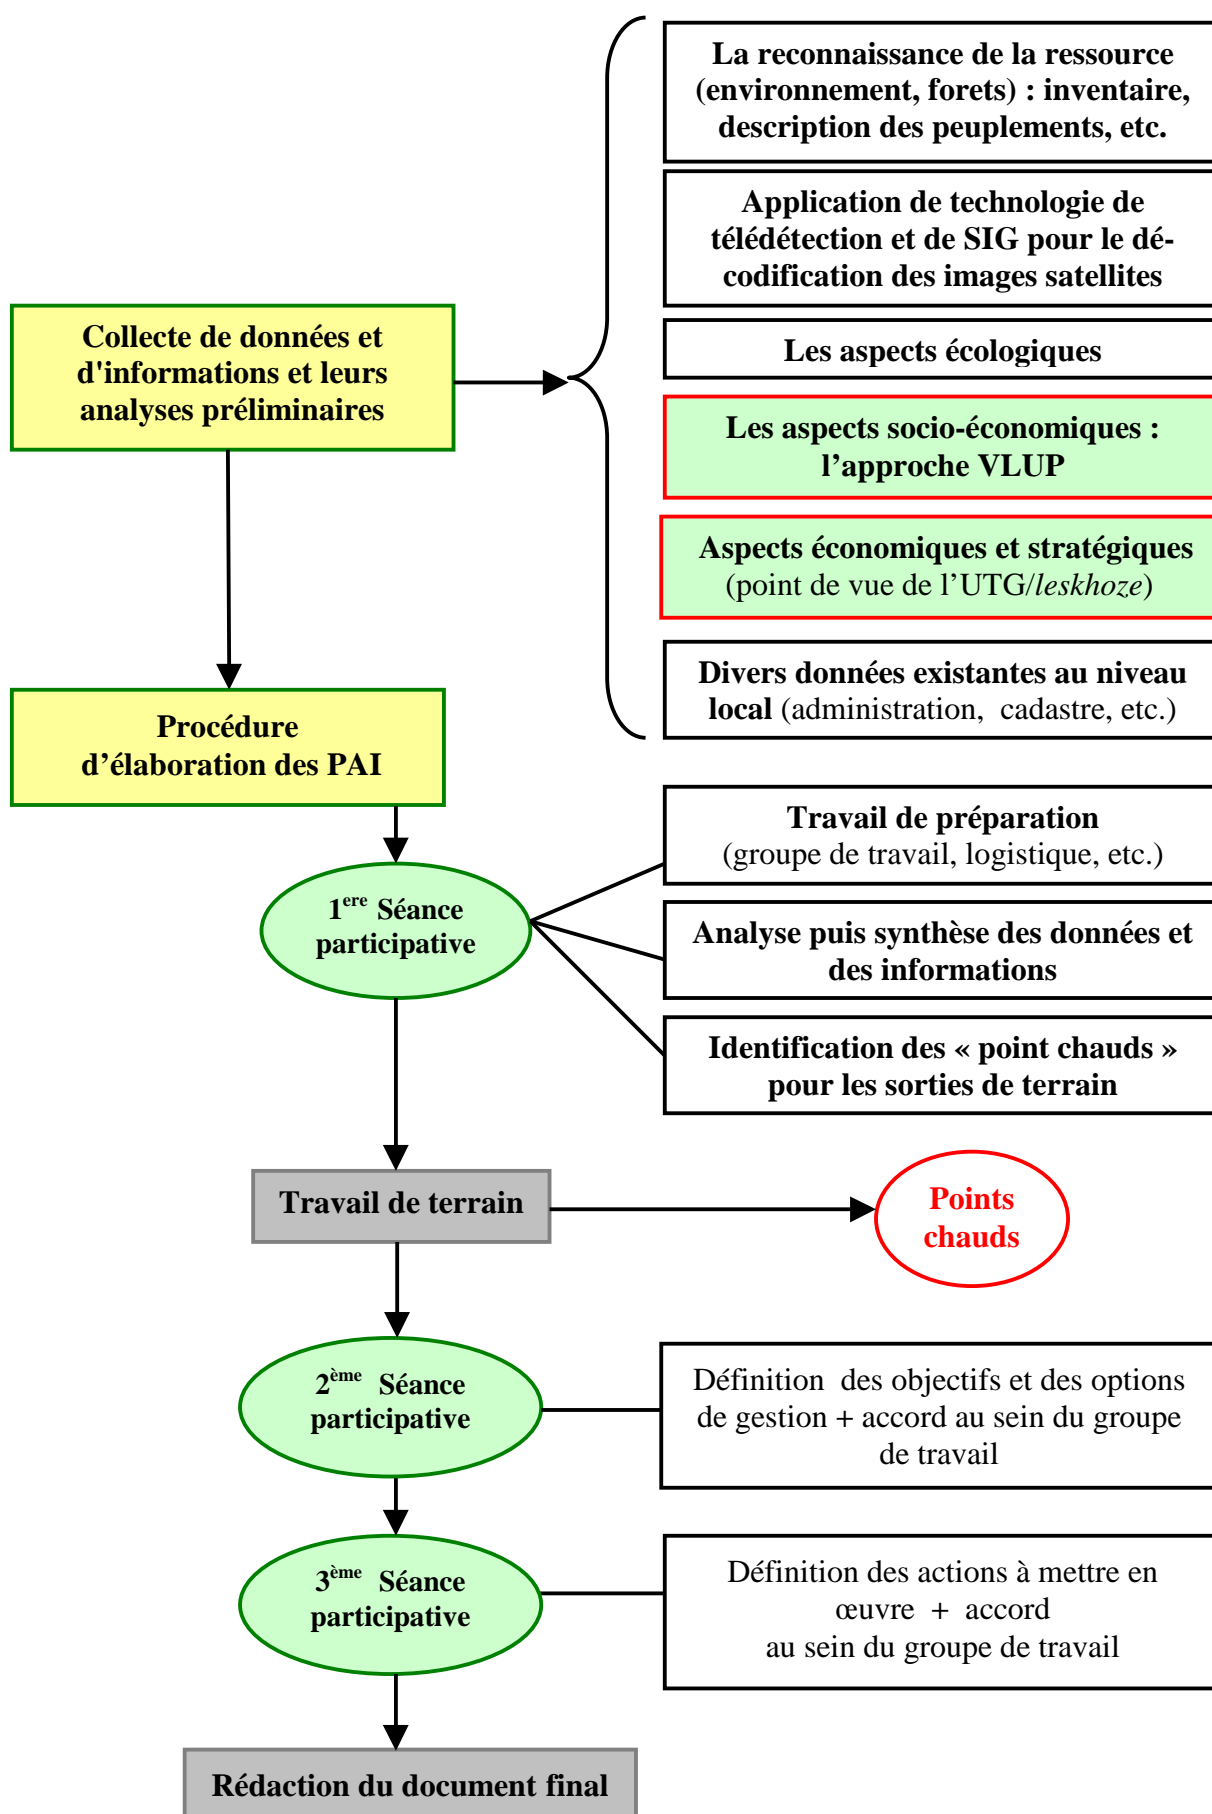 La reconnaissance de la ressource
(environnement, forets) : inventaire,
description des peuplements, etc.
Application de technologie de
télédétection et de SIG pour le dé-
codification des images satellites
Collecte de données et
d'informations et leurs
analyses préliminaires
Les aspects écologiques
Les aspects socio-économiques :
l’approche VLUP
Aspects économiques et stratégiques
(point de vue de l’UTG/leskhoze)
Divers données existantes au niveau
local (administration, cadastre, etc.)
Procédure
d’élaboration des PAI
Travail de préparation
(groupe de travail, logistique, etc.)
1ere Séance
participative
Analyse puis synthèse des données et
des informations
Identification des « point chauds »
pour les sorties de terrain
Travail de terrain
Points
chauds
2ème Séance
participative
Définition des objectifs et des options
de gestion + accord au sein du groupe
de travail
3ème Séance
participative
Définition des actions à mettre en
œuvre + accord
au sein du groupe de travail
Rédaction du document final